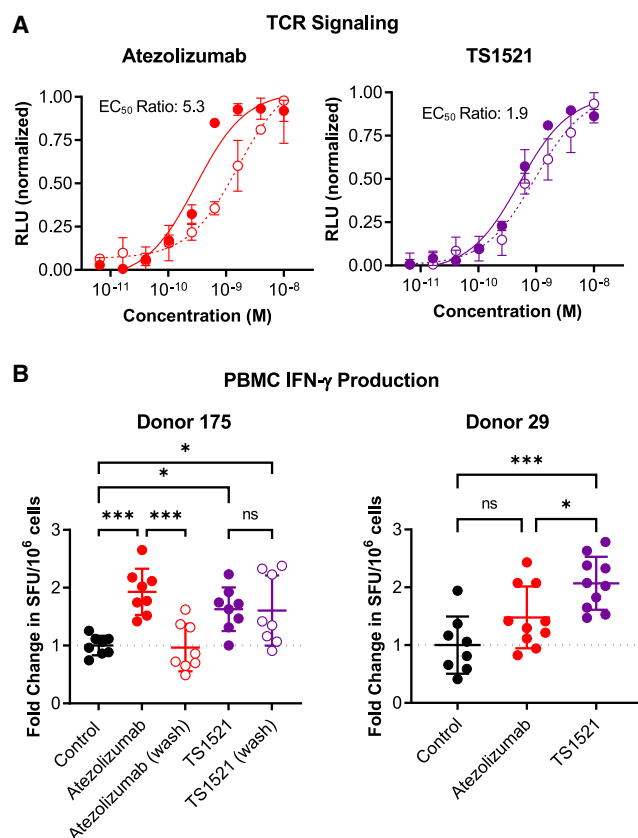 A
TCR Signaling
Atezolizumab
TS1521
EC₅₀ Ratio: 5.3
EC₅₀ Ratio: 1.9
RLU (normalized)
1.00
0.75
0.50
0.25
0.00
10⁻¹¹ 10⁻¹⁰ 10⁻⁹ 10⁻⁸
Concentration (M)
RLU (normalized)
1.00
0.75
0.50
0.25
0.00
10⁻¹¹ 10⁻¹⁰ 10⁻⁹ 10⁻⁸
Concentration (M)
B
PBMC IFN-γ Production
Donor 175
Donor 29
*
*
*** ***
ns
***
ns
*
Fold Change in SFU/10⁶ cells
3
2
1
0
Control
Atezolizumab
Atezolizumab (wash)
TS1521
TS1521 (wash)
Fold Change in SFU/10⁶ cells
3
2
1
0
Control
Atezolizumab
TS1521